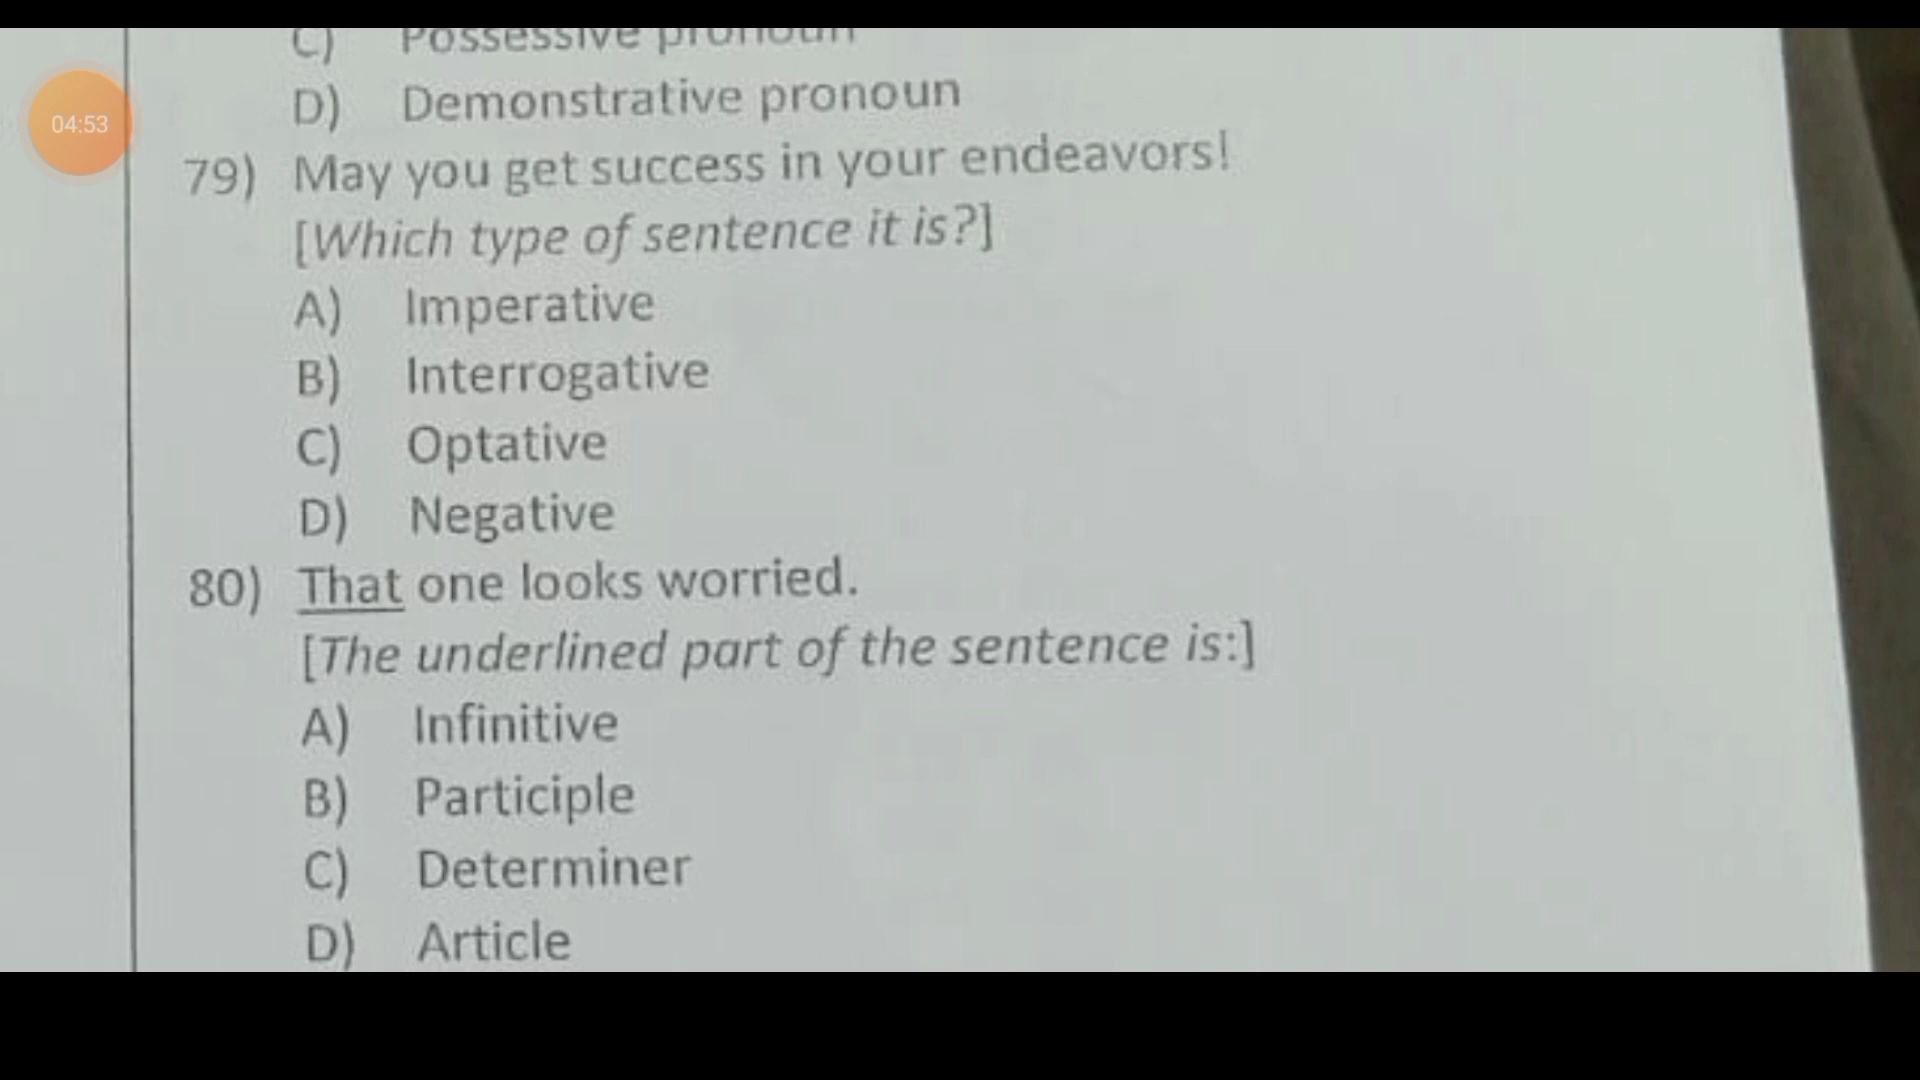 C) Possessive pronoun
04:53
D) Demonstrative pronoun
79) May you get success in your endeavors!
[Which type of sentence it is?]
A) Imperative
B) Interrogative
C) Optative
D) Negative
80) That one looks worried.
[The underlined part of the sentence is:]
A) Infinitive
B) Participle
C) Determiner
D) Article